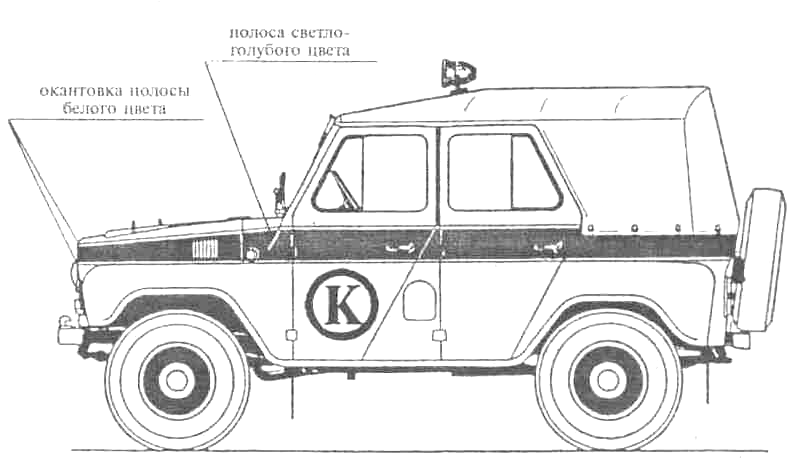 полоса светло-
голубого цвета
окантовка полосы
белого цвета
К